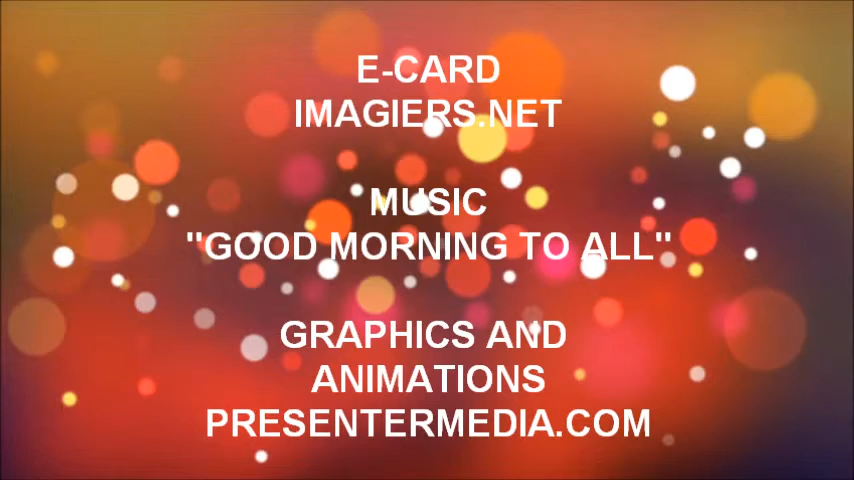 E-CARD
IMAGIERS.NET
MUSIC
"GOOD MORNING TO ALL"
GRAPHICS AND
ANIMATIONS
PRESENTERMEDIA.COM